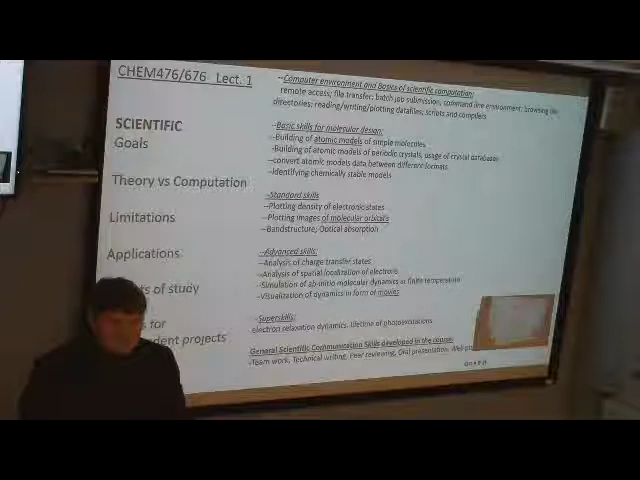 CHEM476/676 Lect. 1
SCIENTIFIC
Goals
Theory vs Computation
Limitations
Applications
of study
for
dent projects
--Computer environment and Basics of scientific computation:
remote access; file transfer; batch job submission, command line environment: browsing
directories; reading/writing/plotting datafiles; scripts and compilers
-Basic skills for molecular design:
-Building of atomic models of simple molecules
-Building of atomic models of periodic crystals, usage of crystal databases
-convert atomic models data between different formats
-Identifying chemically stable models
-Standard skills
--Plotting density of electronic states
--Plotting images of molecular orbitals
--Bandstructure; Optical absorption
--Advanced skills:
--Analysis of charge transfer states
--Analysis of spatial localization of electrons
--Simulation of ab-initio molecular dynamics at finite temperature
--Visualization of dynamics in form of movies
-Superskills:
electron relaxation dynamics. lifetime of photoexcitations
General Scientific Communication Skills developed in the course:
-Team work, Technical writing, Peer reviewing, Oral presentation, Web